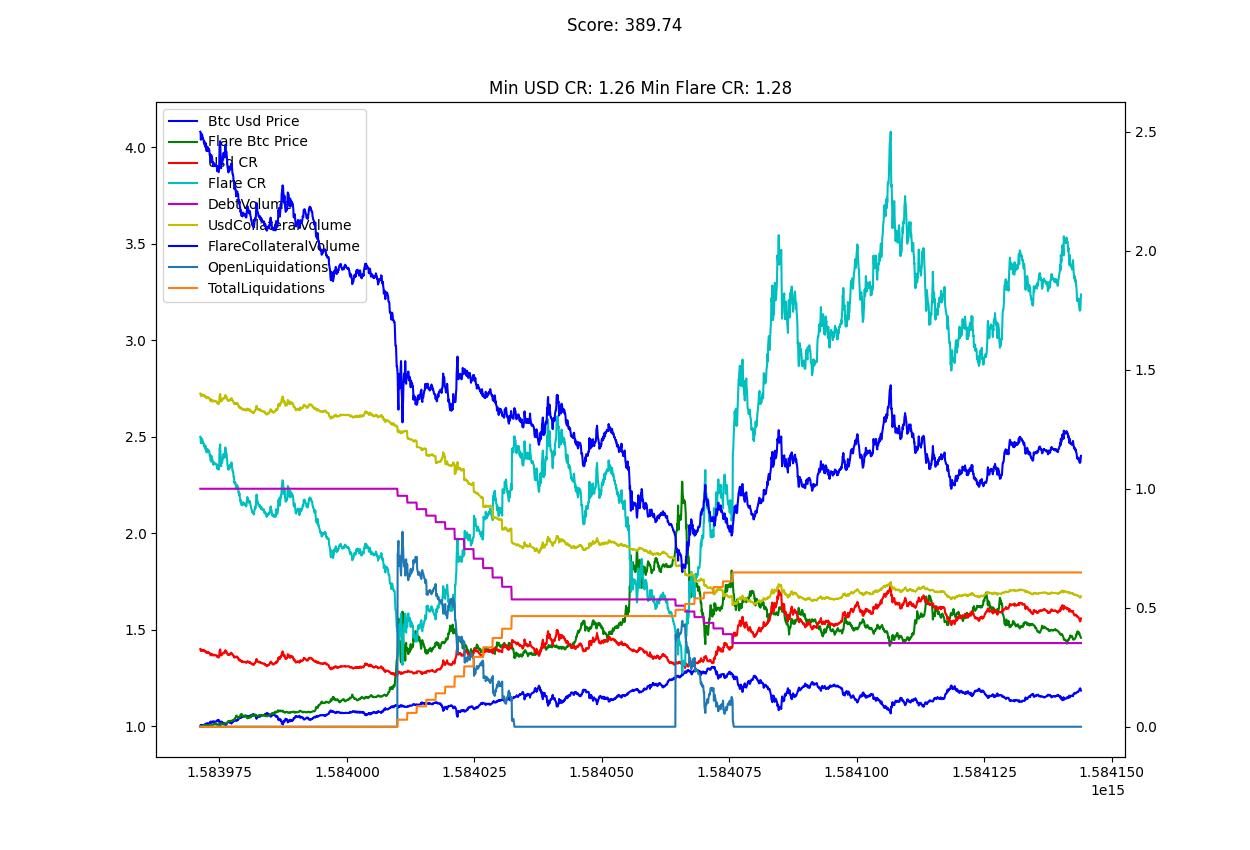 Score: 389.74
Min USD CR: 1.26 Min Flare CR: 1.28
Btc Usd Price
Flare Btc Price
Usd CR
Flare CR
DebtVolume
UsdCollateralVolume
FlareCollateralVolume
OpenLiquidations
TotalLiquidations
4.0
3.5
3.0
2.5
2.0
1.5
1.0
2.5
2.0
1.5
1.0
0.5
0.0
1.583975 1.584000 1.584025 1.584050 1.584075 1.584100 1.584125 1.584150
1e15